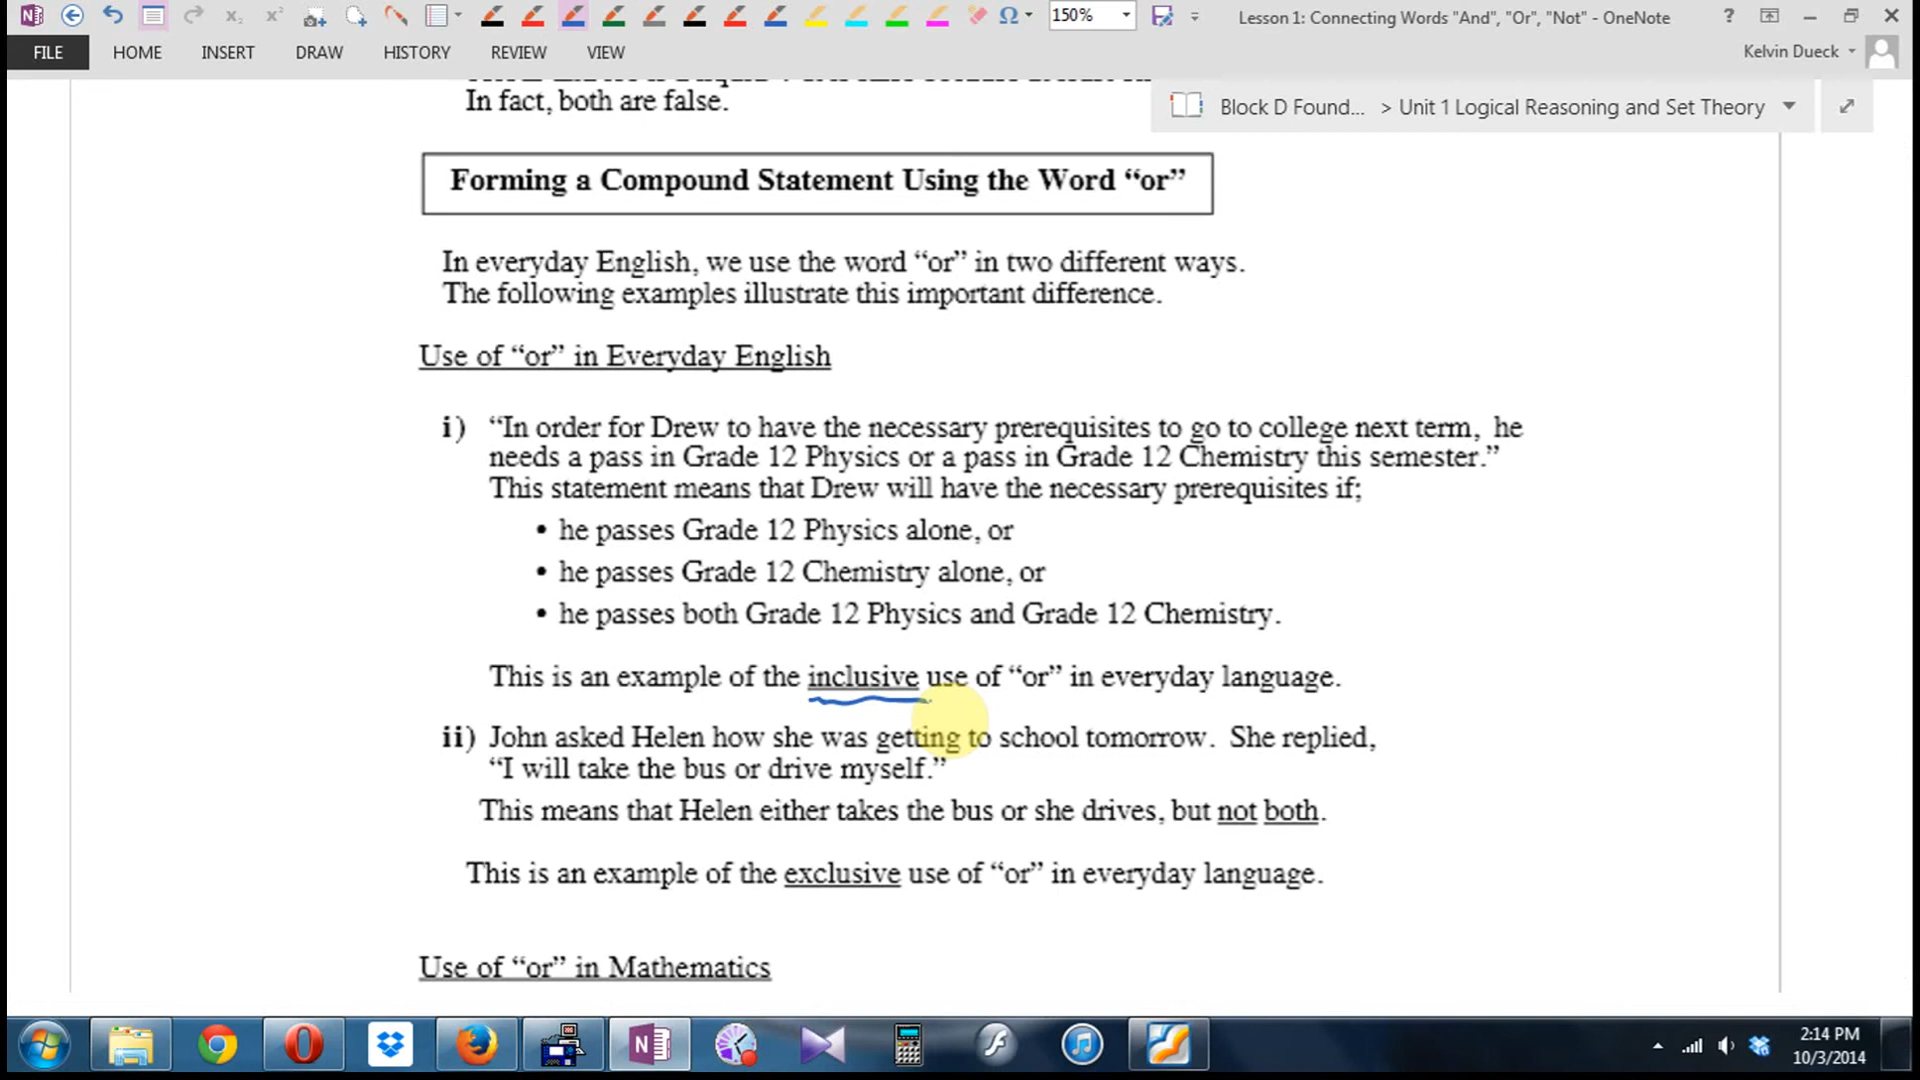 150%
Lesson 1: Connecting Words "And", "Or", "Not" - OneNote
FILE HOME INSERT DRAW HISTORY REVIEW VIEW
Kelvin Dueck
Block D Found... > Unit 1 Logical Reasoning and Set Theory
In fact, both are false.
Forming a Compound Statement Using the Word “or”
In everyday English, we use the word “or” in two different ways.
The following examples illustrate this important difference.
Use of “or” in Everyday English
i) “In order for Drew to have the necessary prerequisites to go to college next term, he
needs a pass in Grade 12 Physics or a pass in Grade 12 Chemistry this semester.”
This statement means that Drew will have the necessary prerequisites if;
• he passes Grade 12 Physics alone, or
• he passes Grade 12 Chemistry alone, or
• he passes both Grade 12 Physics and Grade 12 Chemistry.
This is an example of the inclusive use of “or” in everyday language.
ii) John asked Helen how she was getting to school tomorrow. She replied,
“I will take the bus or drive myself.”
This means that Helen either takes the bus or she drives, but not both.
This is an example of the exclusive use of “or” in everyday language.
Use of “or” in Mathematics
2:14 PM
10/3/2014